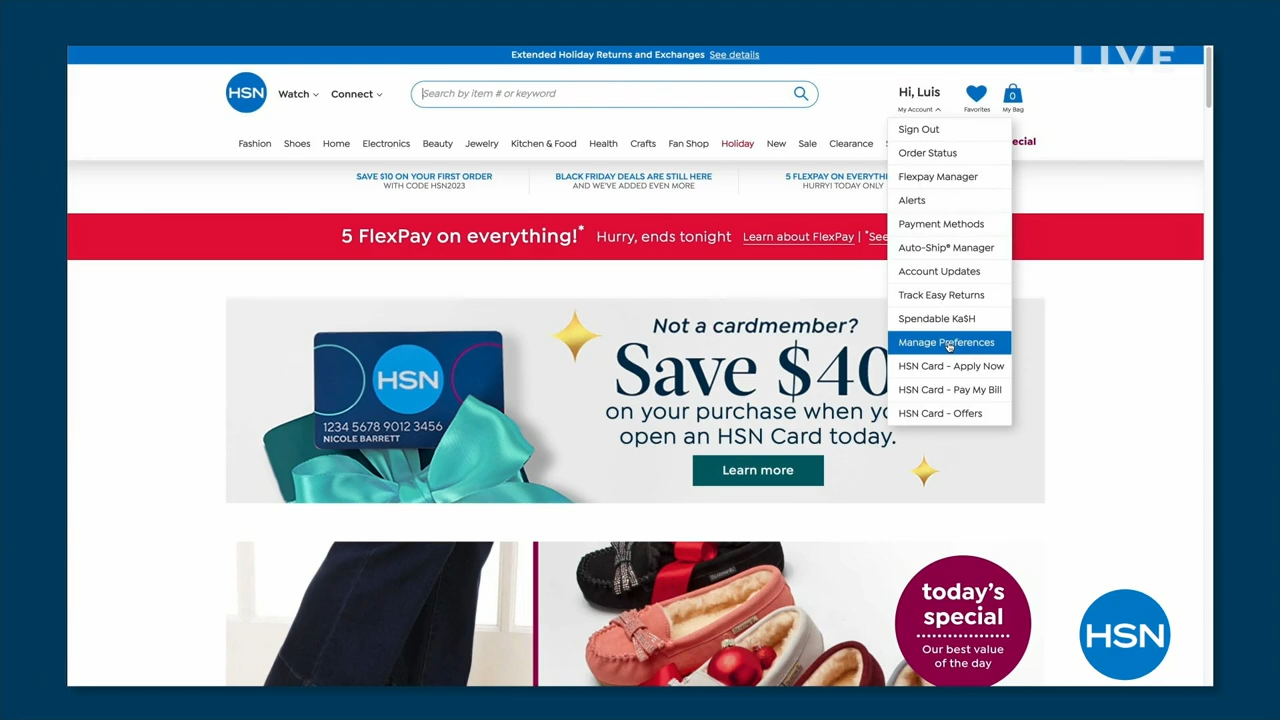 LIVE
Extended Holiday Returns and Exchanges See details
HSN
Watch
Connect
Search by item # or keyword
Hi, Luis
My Account
Favorites
0
My Bag
Fashion Shoes Home Electronics Beauty Jewelry Kitchen & Food Health Crafts Fan Shop Holiday New Sale Clearance
Sign Out
Order Status
Flexpay Manager
Alerts
Payment Methods
Auto-Ship® Manager
Account Updates
Track Easy Returns
Spendable Ka$H
Manage Preferences
HSN Card - Apply Now
HSN Card - Pay My Bill
HSN Card - Offers
SAVE $10 ON YOUR FIRST ORDER
WITH CODE HSN2023
BLACK FRIDAY DEALS ARE STILL HERE
AND WE'VE ADDED EVEN MORE
5 FLEXPAY ON
HURRY! TODAY ONLY
5 FlexPay on everything!* Hurry, ends tonight Learn about FlexPay | *See
HSN
1234 5678 9012 3456
NICOLE BARRETT
Not a cardmember?
Save $40
on your purchase when
open an HSN Card today.
Learn more
today's
special
Our best value
of the day
HSN